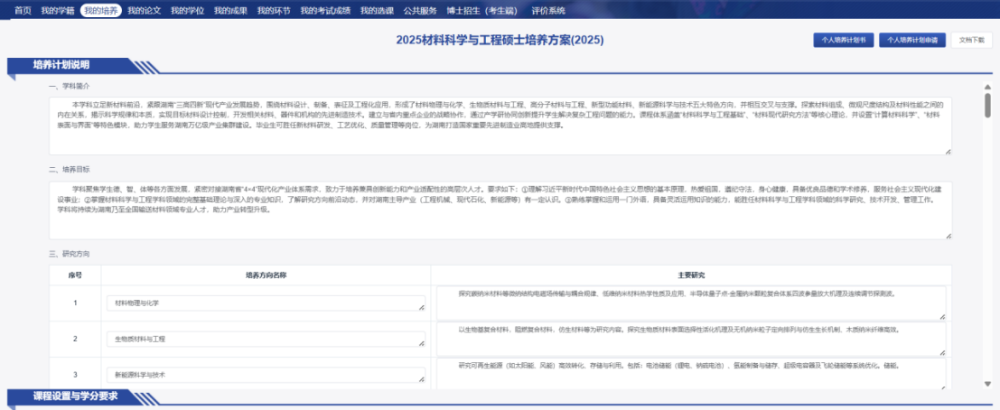 首页 我的学籍 我的培养 我的论文 我的学位 我的成果 我的环节 我的考试成绩 我的选课 公共服务 博士招生（考生端） 评价系统
2025材料科学与工程硕士培养方案(2025)
个人培养计划书 个人培养计划申请 文档下载
培养计划说明
一、学科简介
本学科立足新材料前沿，紧跟湖南“三高四新”现代产业发展趋势，围绕材料设计、制备、表征及工程化应用，形成了材料物理与化学、生物质材料与工程、高分子材料与工程、新型功能材料、新能源科学与技术五大特色方向，并相互交叉与支撑。探索材料组成、微观尺度结构及材料性能之间的
内在关系，揭示科学规律和本质，实现目标材料设计控制，开发相关材料、器件和机构的先进制造技术。建立与省内重点企业的战略协作，通过产学研协同创新提升学生解决复杂工程问题的能力。课程体系涵盖“材料科学与工程基础”、“材料现代研究方法”等核心理论，并设置“计算材料科学”、“材料
表面与界面”等特色模块，助力学生服务湖南万亿级产业集群建设。毕业生可胜任新材料研发、工艺优化、质量管理等岗位，为湖南打造国家重要先进制造业高地提供支撑。
二、培养目标
学科聚焦学生德、智、体等各方面发展，紧密对接湖南省“4×4”现代化产业体系需求，致力于培养兼具创新能力和产业适配性的高层次人才。要求如下：①理解习近平新时代中国特色社会主义思想的基本原理，热爱祖国，遵纪守法，身心健康，具备优良品德和学术修养，服务社会主义现代化建
设事业；②掌握材料科学与工程学科领域的完整基础理论与深入的专业知识，了解研究方向前沿动态，并对湖南主导产业（工程机械、现代石化、新能源等）有一定认识。③熟练掌握和运用一门外语，具备灵活运用知识的能力，能胜任材料科学与工程学科领域的科学研究、技术开发、管理工作。
学科将持续为湖南乃至全国输送材料领域专业人才，助力产业转型升级。
三、研究方向
序号 培养方向名称 主要研究
1 材料物理与化学 探究碳纳米材料等微纳结构电磁场传输与耦合规律，低维纳米材料热学性质及应用，半导体量子点-金属纳米颗粒复合体系四波参量放大机理及连续调节探测波。
2 生物质材料与工程 以生物基复合材料，阻燃复合材料，仿生材料等为研究内容。探究生物质材料表面选择性活化机理及无机纳米粒子定向排列与仿生生长机制，木质纳米纤维高效。
3 新能源科学与技术 研究可再生能源（如太阳能、风能）高效转化、存储与利用。包括：电池储能（锂电、钠硫电池），氢能制备与储存，超级电容器及飞轮储能等系统优化。储能。
课程设置与学分要求